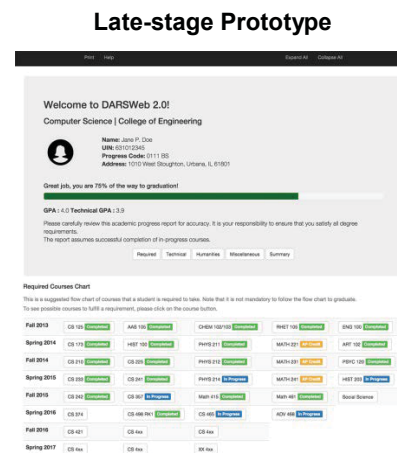 Late-stage Prototype
Print Help Expand All Collapse All
Welcome to DARSWeb 2.0!
Computer Science | College of Engineering
Name: Jane P. Doe
UIN: 631012345
Progress Code: 0111 BS
Address: 1010 West Stoughton, Urbana, IL 61801
Great job, you are 75% of the way to graduation!
GPA : 4.0 Technical GPA : 3.9
Please carefully review this academic progress report for accuracy. It is your responsibility to ensure that you satisfy all degree
requirements.
The report assumes successful completion of in-progress courses.
Required Technical Humanities Miscellaneous Summary
Required Courses Chart
This is a suggested flow chart of courses that a student is required to take. Note that it is not mandatory to follow the flow chart to graduate.
To see possible courses to fulfill a requirement, please click on the course button.
Fall 2013 CS 125 Completed AAS 100 Completed CHEM 102/103 Completed RHET 105 Completed ENG 100 Completed
Spring 2014 CS 173 Completed HIST 100 Completed PHYS 211 Completed MATH 221 AP Credit ART 102 Completed
Fall 2014 CS 210 Completed CS 225 Completed PHYS 212 Completed MATH 231 AP Credit PSYC 120 Completed
Spring 2015 CS 233 Completed CS 241 Completed PHYS 214 In Progress MATH 241 AP Credit HIST 203 In Progress
Fall 2015 CS 242 Completed CS 357 In Progress Math 415 Completed Math 461 Completed Social Science
Spring 2016 CS 374 CS 498 RK1 Completed CS 465 In Progress ADV 498 In Progress
Fall 2016 CS 421 CS 4xx CS 4xx
Spring 2017 CS 4xx CS 4xx